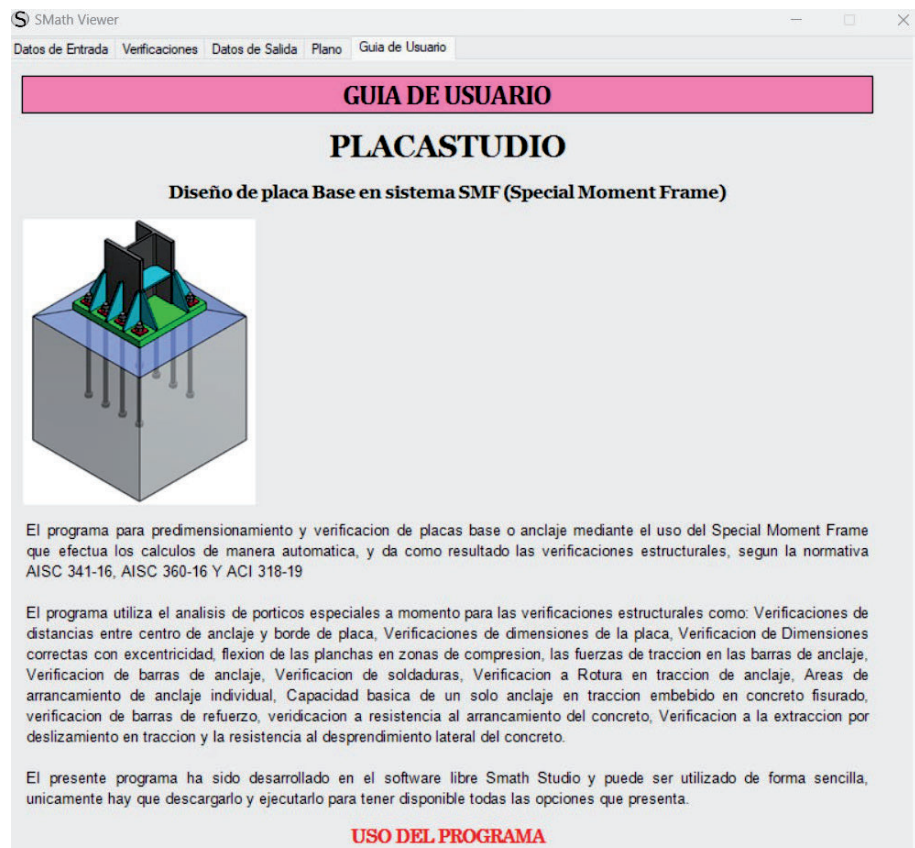 SMath Viewer
Datos de Entrada Verificaciones Datos de Salida Plano Guia de Usuario
GUIA DE USUARIO
PLACASTUDIO
Diseño de placa Base en sistema SMF (Special Moment Frame)
El programa para predimensionamiento y verificacion de placas base o anclaje mediante el uso del Special Moment Frame
que efectua los calculos de manera automatica, y da como resultado las verificaciones estructurales, segun la normativa
AISC 341-16, AISC 360-16 Y ACI 318-19
El programa utiliza el analisis de porticos especiales a momento para las verificaciones estructurales como: Verificaciones de
distancias entre centro de anclaje y borde de placa, Verificaciones de dimensiones de la placa, Verificacion de Dimensiones
correctas con excentricidad, flexion de las planchas en zonas de compresion, las fuerzas de traccion en las barras de anclaje,
Verificacion de barras de anclaje, Verificacion de soldaduras, Verificacion a Rotura en traccion de anclaje, Areas de
arrancamiento de anclaje individual, Capacidad basica de un solo anclaje en traccion embebido en concreto fisurado,
verificacion de barras de refuerzo, veridicacion a resistencia al arrancamiento del concreto, Verificacion a la extraccion por
deslizamiento en traccion y la resistencia al desprendimiento lateral del concreto.
El presente programa ha sido desarrollado en el software libre Smath Studio y puede ser utilizado de forma sencilla,
unicamente hay que descargarlo y ejecutarlo para tener disponible todas las opciones que presenta.
USO DEL PROGRAMA